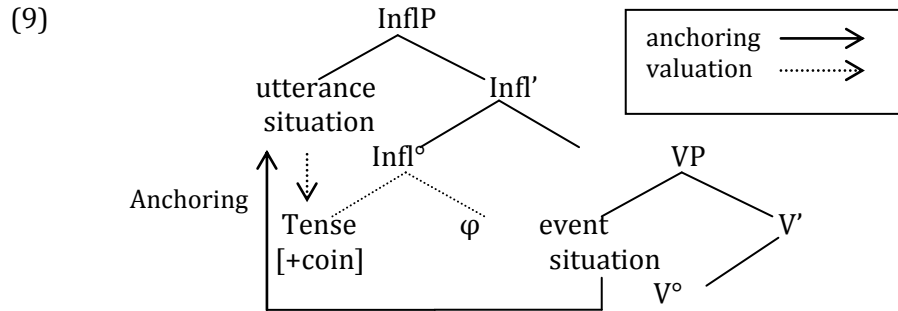 (9)
InflP
anchoring
valuation
utterance
situation
Infl’
Infl°
VP
Anchoring
Tense
φ
event
V’
[+coin]
situation
V°